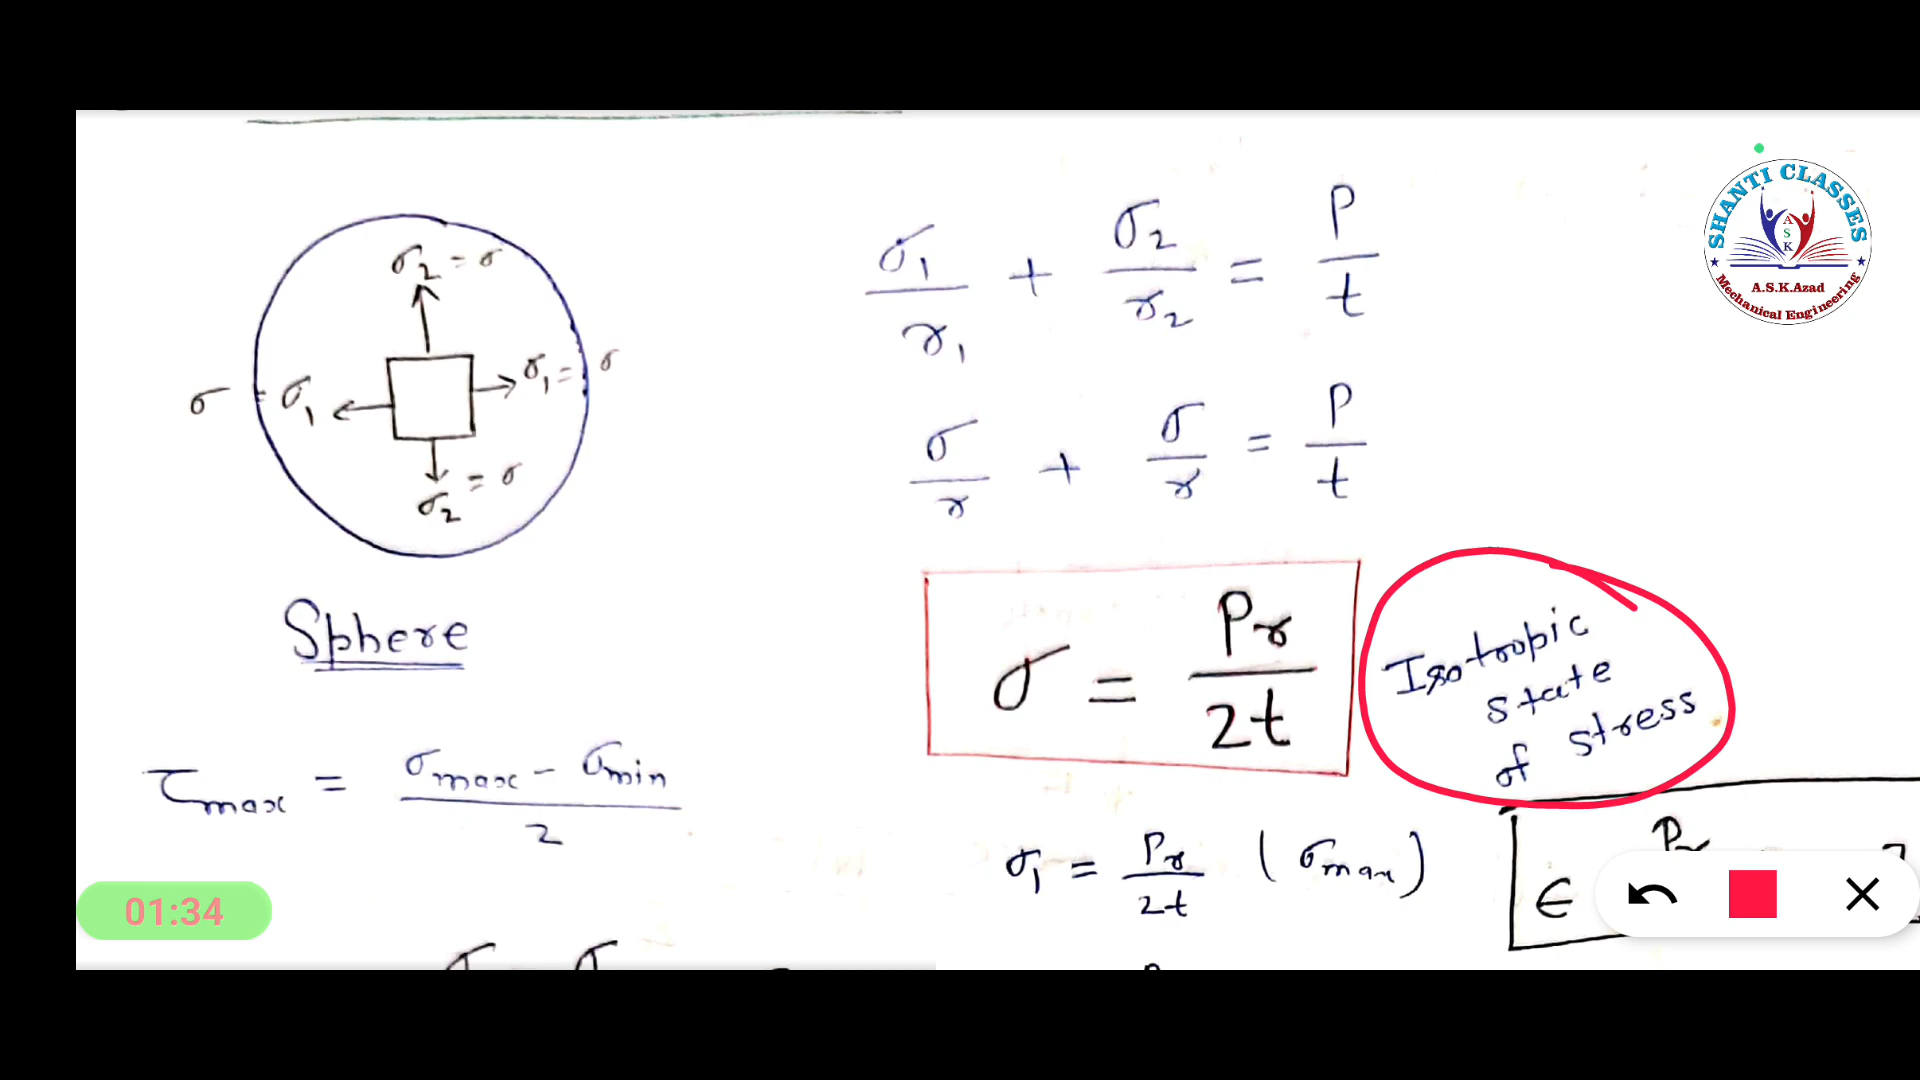 σ₂ = σ
σ = σ₁
σ₁ = σ
σ₂ = σ
Sphere
τmax = σmax - σmin / 2
σ₁/r₁ + σ₂/r₂ = P/t
σ/r + σ/r = P/t
σ = Pr/2t
Isotropic
state
of stress
σ₁ = Pr/2t (σmax)
Pr
ϵ
01:34
SHANTI CLASSES
A
S
K
A.S.K.Azad
Mechanical Engineering